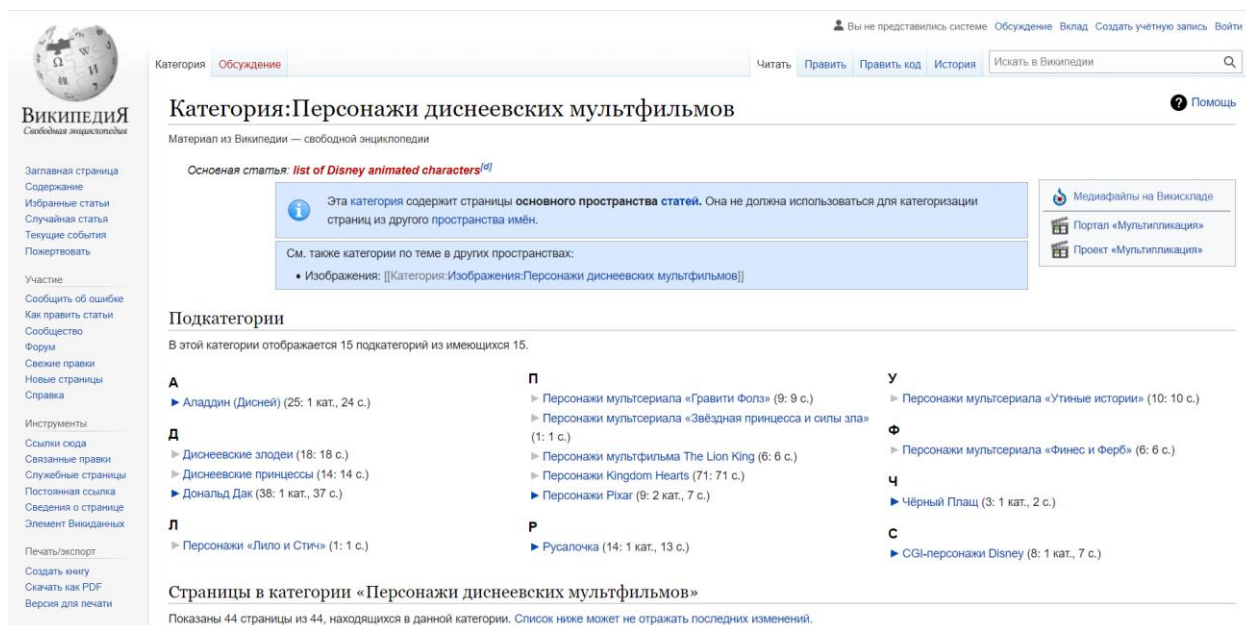 Вы не представились системе Обсуждение Вклад Создать учётную запись Войти
Категория Обсуждение Читать Править Править код История Искать в Википедии
ВикипедиЯ
Свободная энциклопедия
Заглавная страница
Содержание
Избранные статьи
Случайная статья
Текущие события
Пожертвовать
Участие
Сообщить об ошибке
Как править статьи
Сообщество
Форум
Свежие правки
Новые страницы
Справка
Инструменты
Ссылки сюда
Связанные правки
Служебные страницы
Постоянная ссылка
Сведения о странице
Элемент Викиданных
Печать/экспорт
Создать книгу
Скачать как PDF
Версия для печати
Категория:Персонажи диснеевских мультфильмов
Помощь
Материал из Википедии — свободной энциклопедии
Основная статья: list of Disney animated characters[d]
Эта категория содержит страницы основного пространства статей. Она не должна использоваться для категоризации
страниц из другого пространства имён.
См. также категории по теме в других пространствах:
• Изображения: [[Категория:Изображения:Персонажи диснеевских мультфильмов]]
Медиафайлы на Викискладе
Портал «Мультипликация»
Проект «Мультипликация»
Подкатегории
В этой категории отображается 15 подкатегорий из имеющихся 15.
А
► Аладдин (Дисней) (25: 1 кат., 24 с.)
Д
► Диснеевские злодеи (18: 18 с.)
► Диснеевские принцессы (14: 14 с.)
► Дональд Дак (38: 1 кат., 37 с.)
Л
► Персонажи «Лило и Стич» (1: 1 с.)
П
► Персонажи мультсериала «Гравити Фолз» (9: 9 с.)
► Персонажи мультсериала «Звёздная принцесса и силы зла»
(1: 1 с.)
► Персонажи мультфильма The Lion King (6: 6 с.)
► Персонажи Kingdom Hearts (71: 71 с.)
► Персонажи Pixar (9: 2 кат., 7 с.)
Р
► Русалочка (14: 1 кат., 13 с.)
У
► Персонажи мультсериала «Утиные истории» (10: 10 с.)
Ф
► Персонажи мультсериала «Финес и Ферб» (6: 6 с.)
Ч
► Чёрный Плащ (3: 1 кат., 2 с.)
C
► CGI-персонажи Disney (8: 1 кат., 7 с.)
Страницы в категории «Персонажи диснеевских мультфильмов»
Показаны 44 страницы из 44, находящихся в данной категории. Список ниже может не отражать последних изменений.